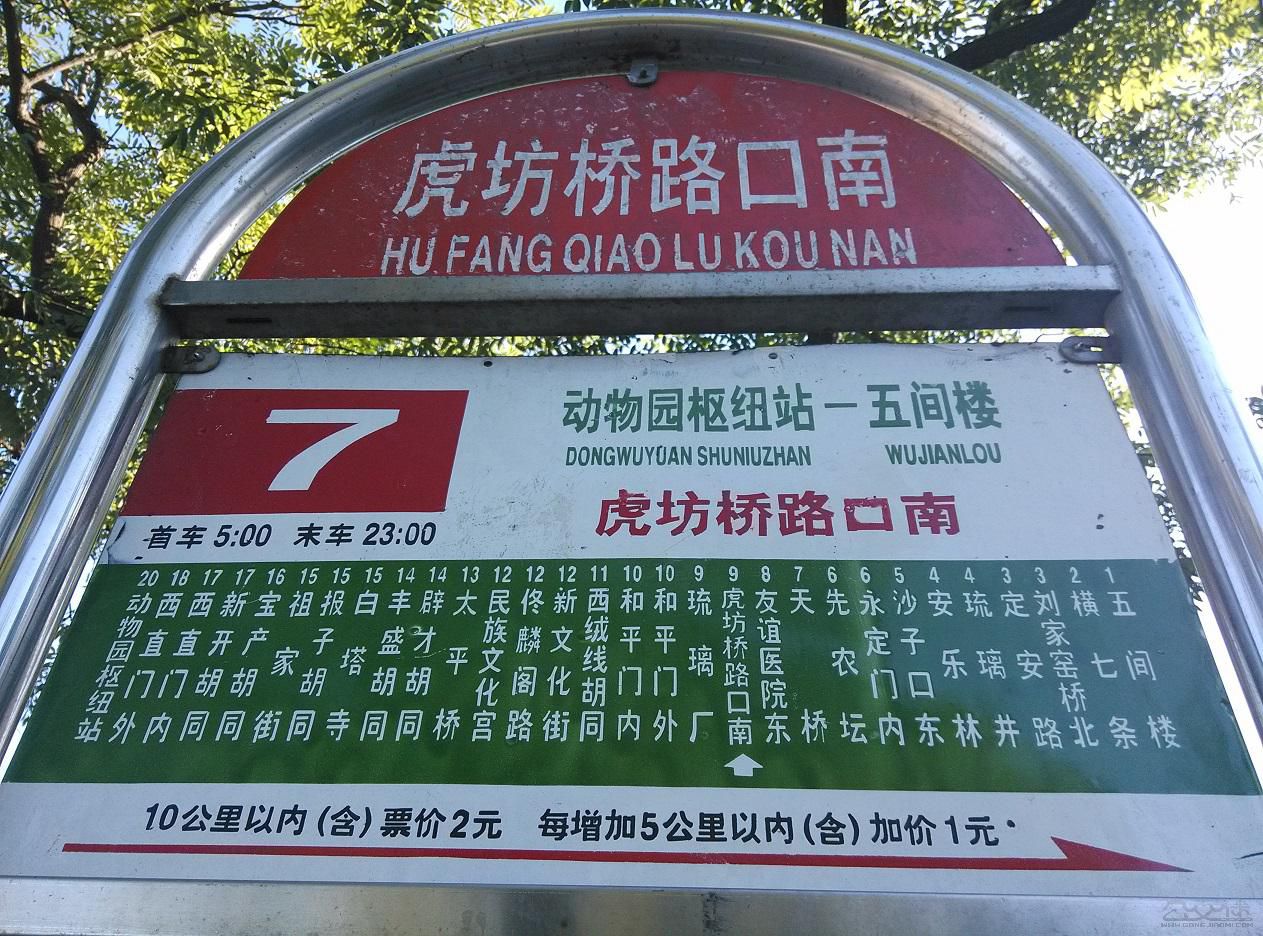 虎坊桥路口南
HU FANG QIAO LU KOU NAN
7
动物园枢纽站－五间楼
DONGWUYUAN SHUNIUZHAN WUJIANLOU
虎坊桥路口南
首车 5:00 末车 23:00
20 18 17 17 16 15 15 15 14 14 13 12 12 12 11 10 10 9 9 8 7 6 6 5 4 4 3 3 2 1
动物园枢纽站
西直门外
西直门内
新开胡同
宝产胡同
祖家街
报子胡同
白塔寺
丰盛胡同
辟才胡同
太平桥
民族文化宫
佟麟阁路
新文化街
西绒线胡同
和平门内
和平门外
琉璃厂
虎坊桥路口南
友谊医院东
天桥
先农坛
永定门内
沙子口东
安乐林
琉璃井
定安路
刘家窑桥北
横七条
五间楼
10公里以内(含)票价2元 每增加5公里以内(含)加价1元
WWW.GONGJIAOMI.COM